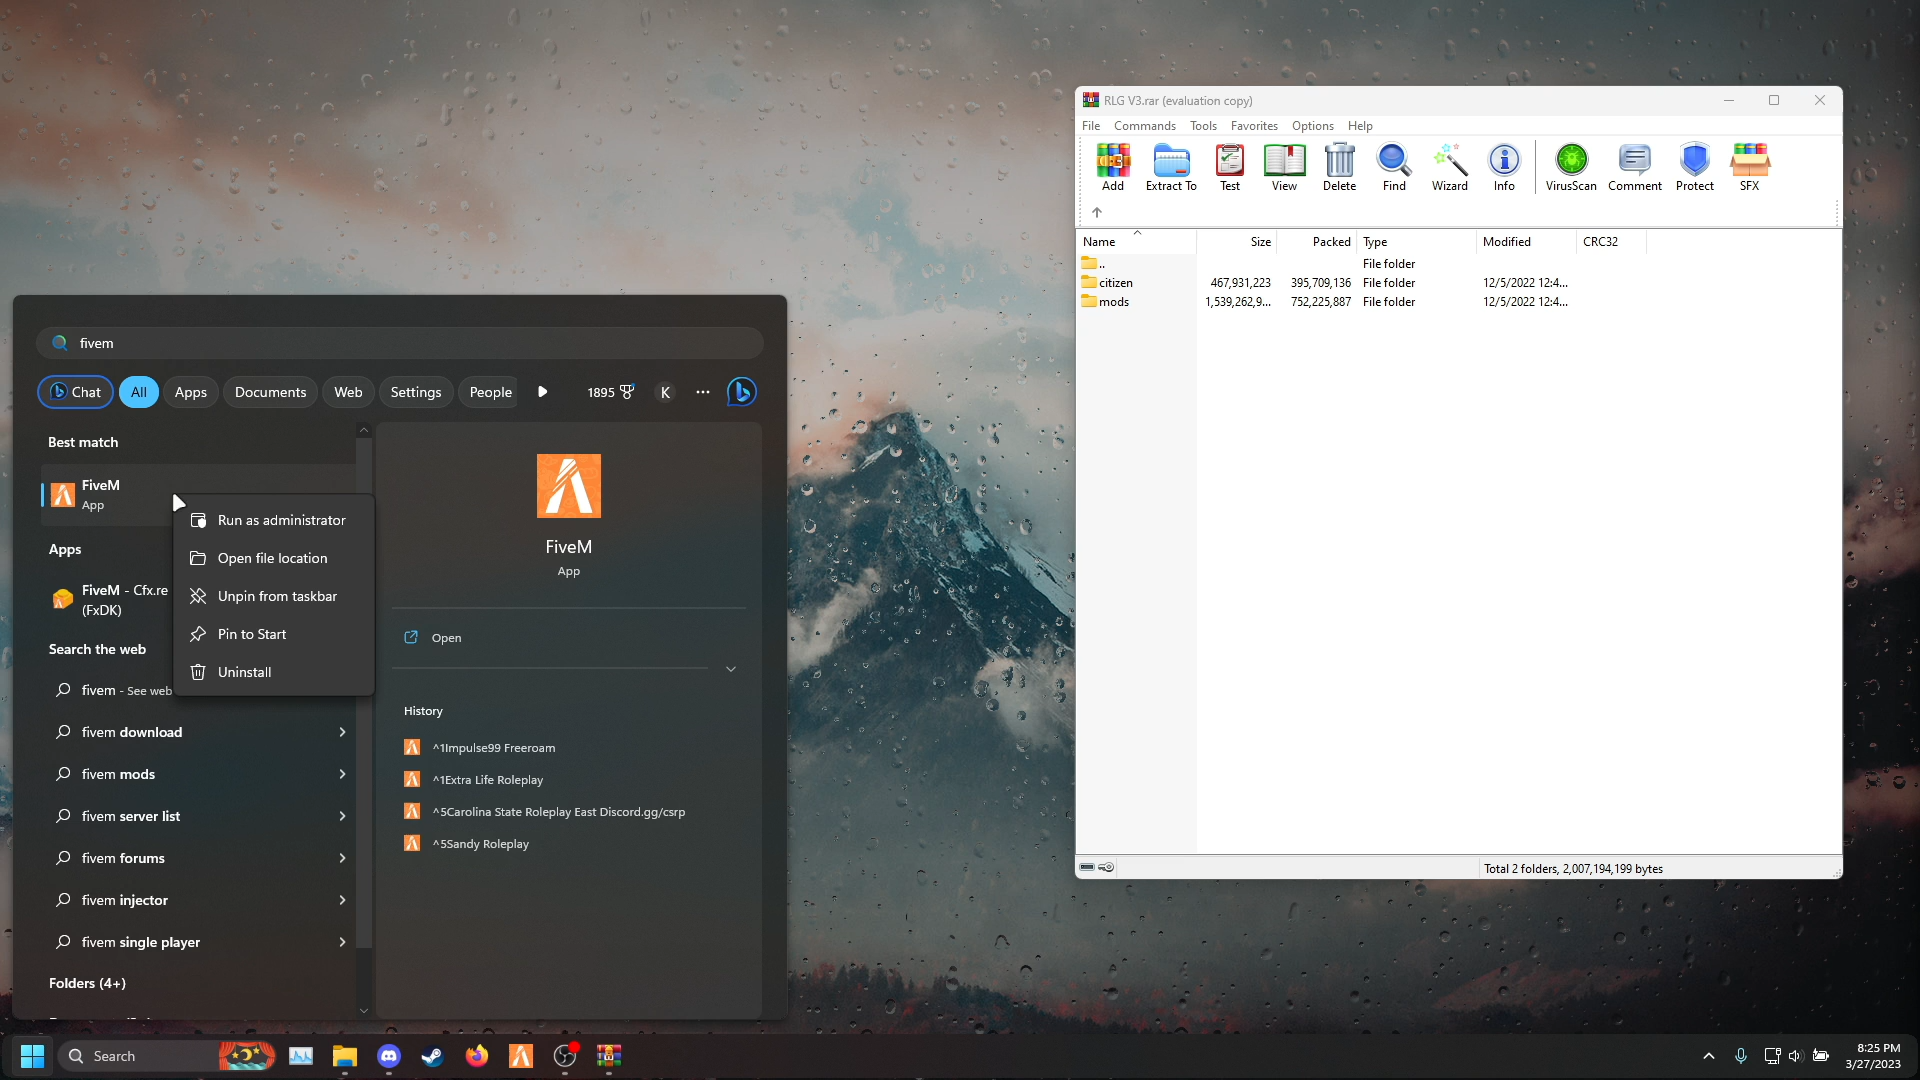 RLG V3.rar (evaluation copy)
File Commands Tools Favorites Options Help
Add Extract To Test View Delete Find Wizard Info VirusScan Comment Protect SFX
Name Size Packed Type Modified CRC32
.. File folder
citizen 467,931,223 395,709,136 File folder 12/5/2022 12:4...
mods 1,539,262,9... 752,225,887 File folder 12/5/2022 12:4...
Total 2 folders, 2,007,194,199 bytes
fivem
Chat All Apps Documents Web Settings People 1895 K ...
Best match
FiveM
App
Apps
FiveM - Cfx.re
(FxDK)
Search the web
fivem - See web
fivem download
fivem mods
fivem server list
fivem forums
fivem injector
fivem single player
Folders (4+)
Run as administrator
Open file location
Unpin from taskbar
Pin to Start
Uninstall
FiveM
App
Open
History
^1Impulse99 Freeroam
^1Extra Life Roleplay
^5Carolina State Roleplay East Discord.gg/csrp
^5Sandy Roleplay
Search
8:25 PM
3/27/2023